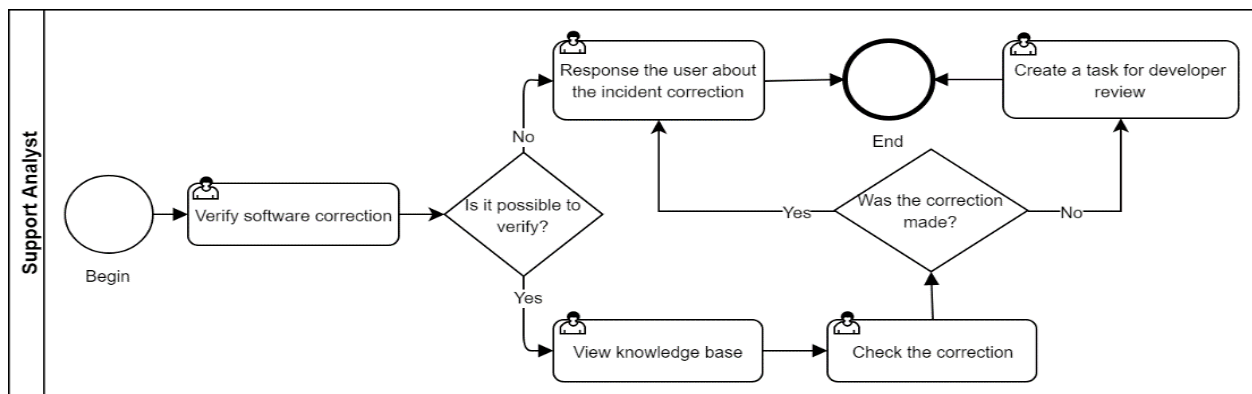 Support Analyst
Begin
Verify software correction
Is it possible to
verify?
No
Yes
Response the user about
the incident correction
End
Create a task for developer
review
Was the correction
made?
Yes
No
View knowledge base
Check the correction